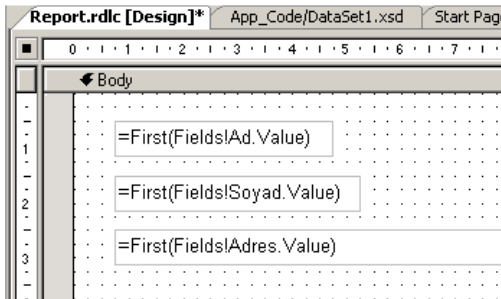 Report.rdlc [Design]* App_Code/DataSet1.xsd Start Pag
0 1 2 3 4 5 6 7
Body
1
=First(Fields!Ad.Value)
2
=First(Fields!Soyad.Value)
3
=First(Fields!Adres.Value)